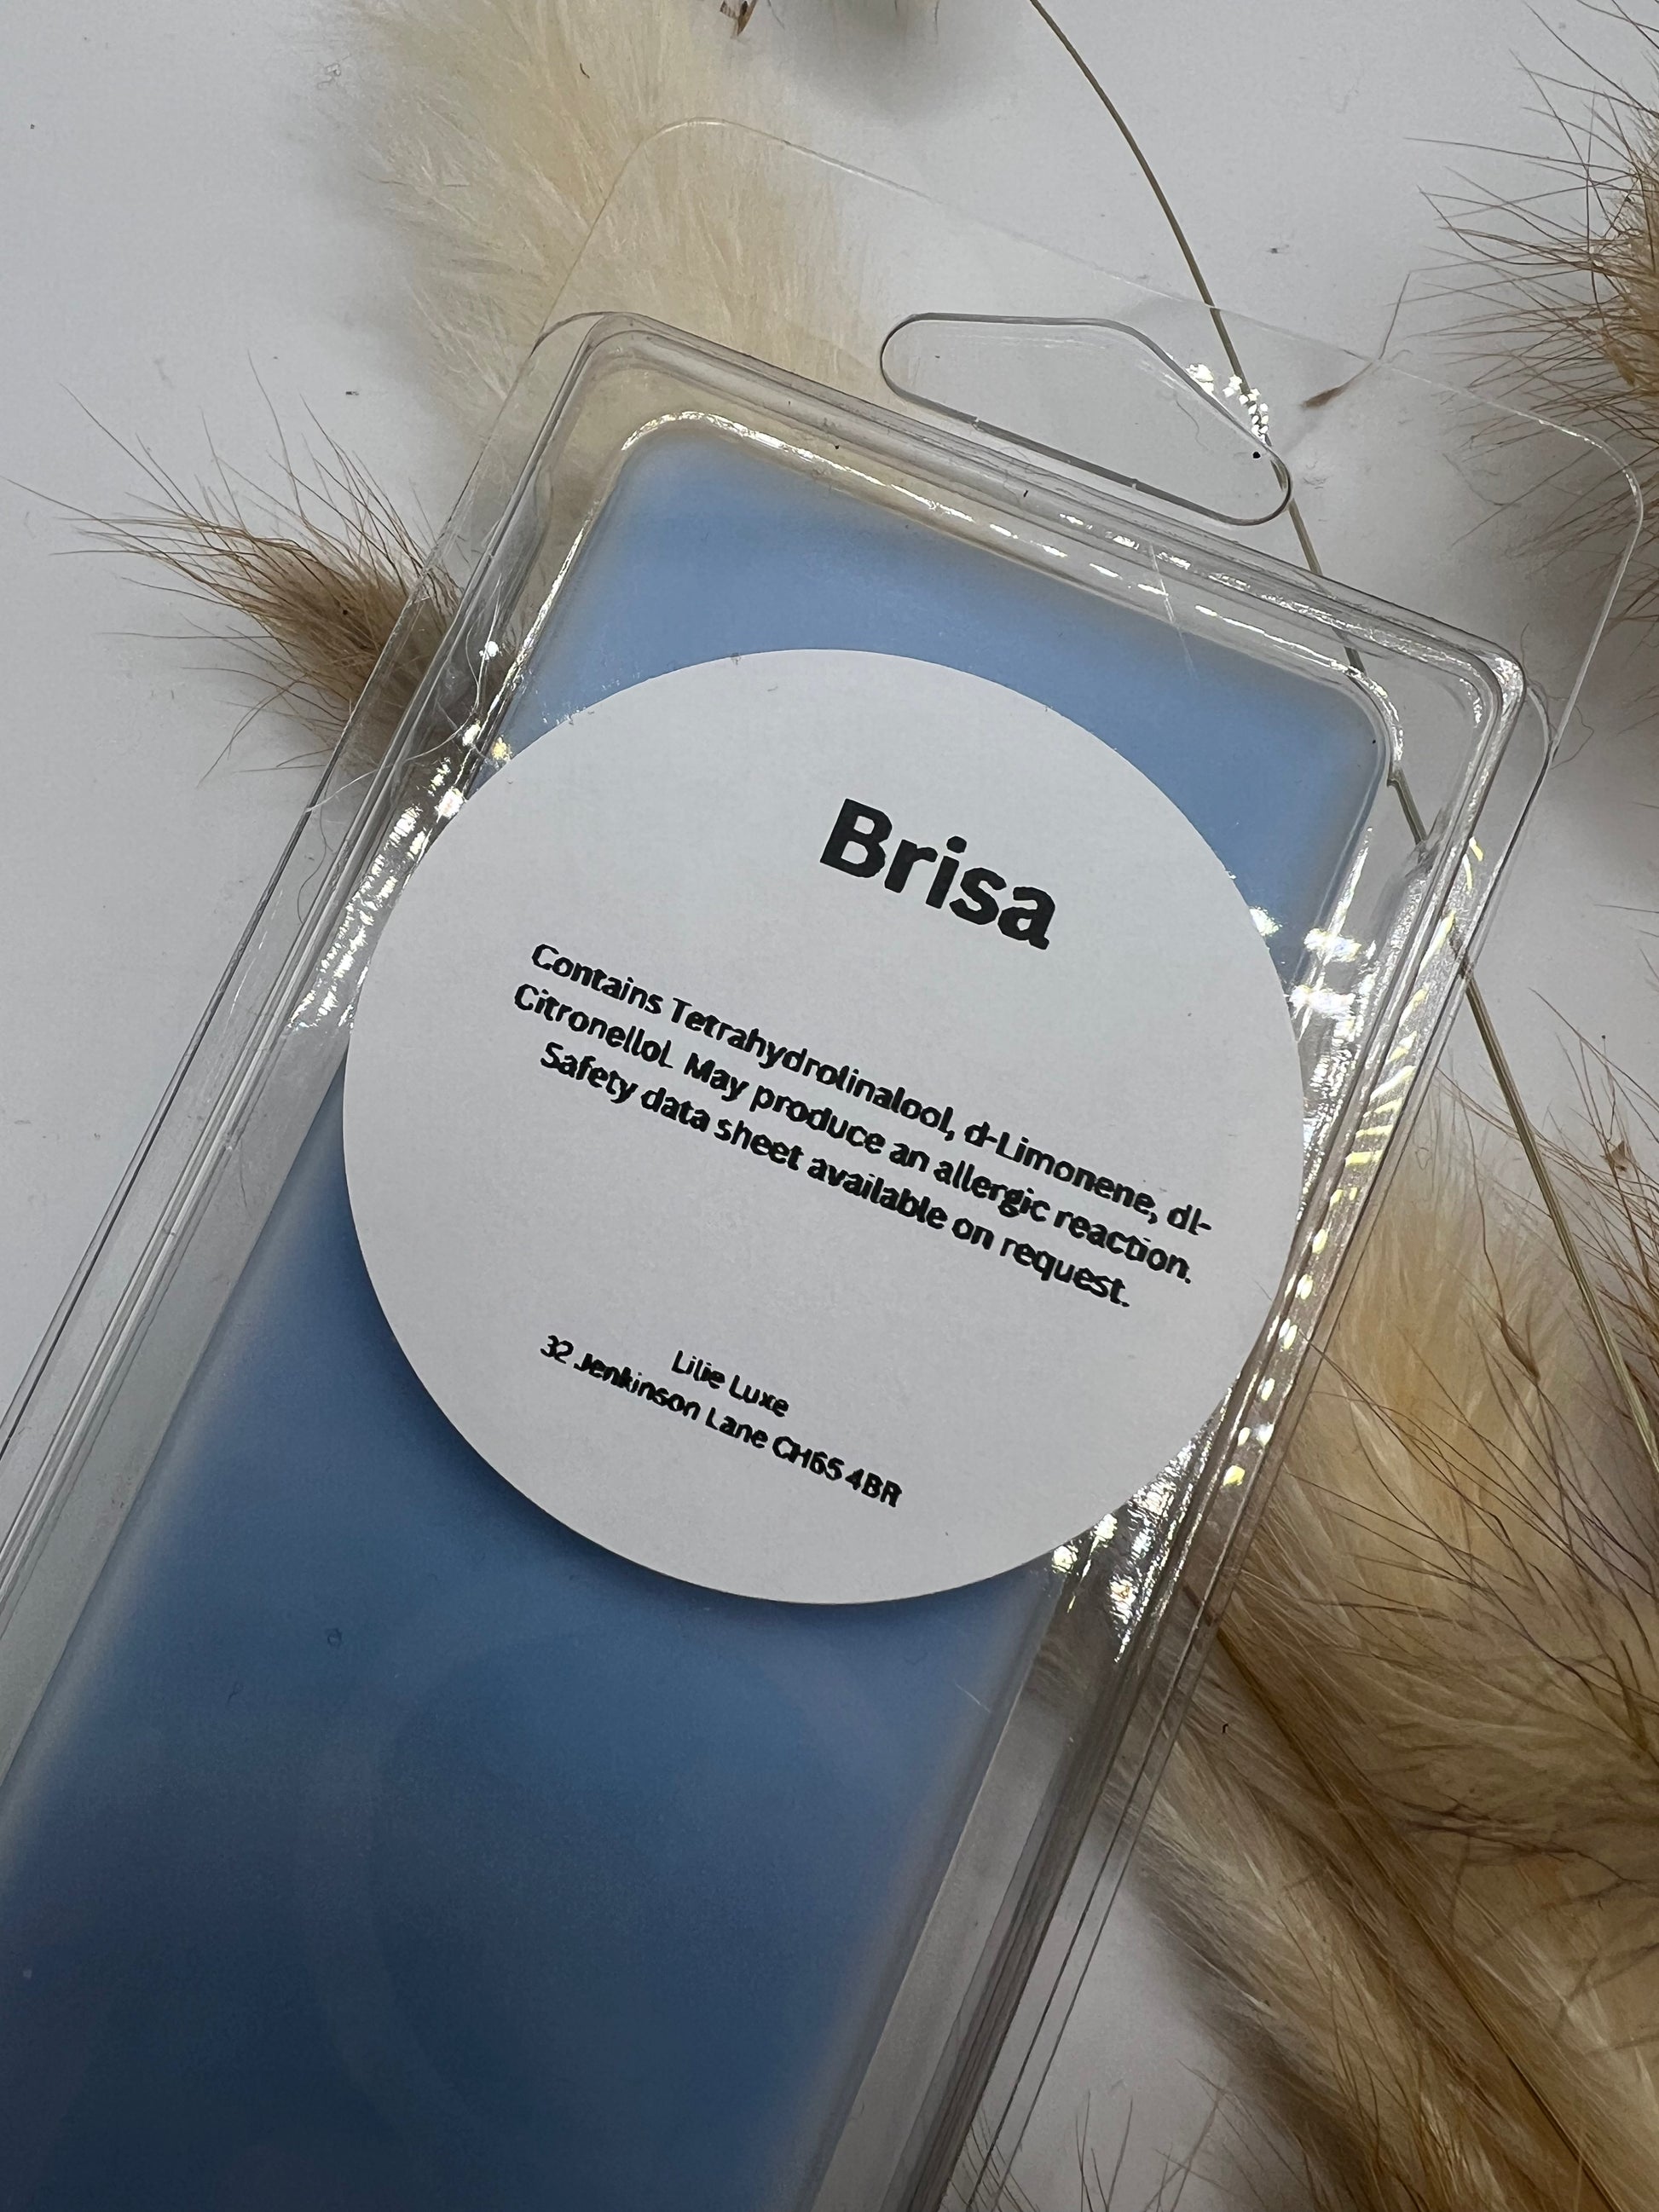 Brisa
Contains Tetrahydrolinalool, d-Limonene, dl-
Citronellol. May produce an allergic reaction.
Safety data sheet available on request.
Lilie Luxe
32 Jenkinson Lane CH65 4BR